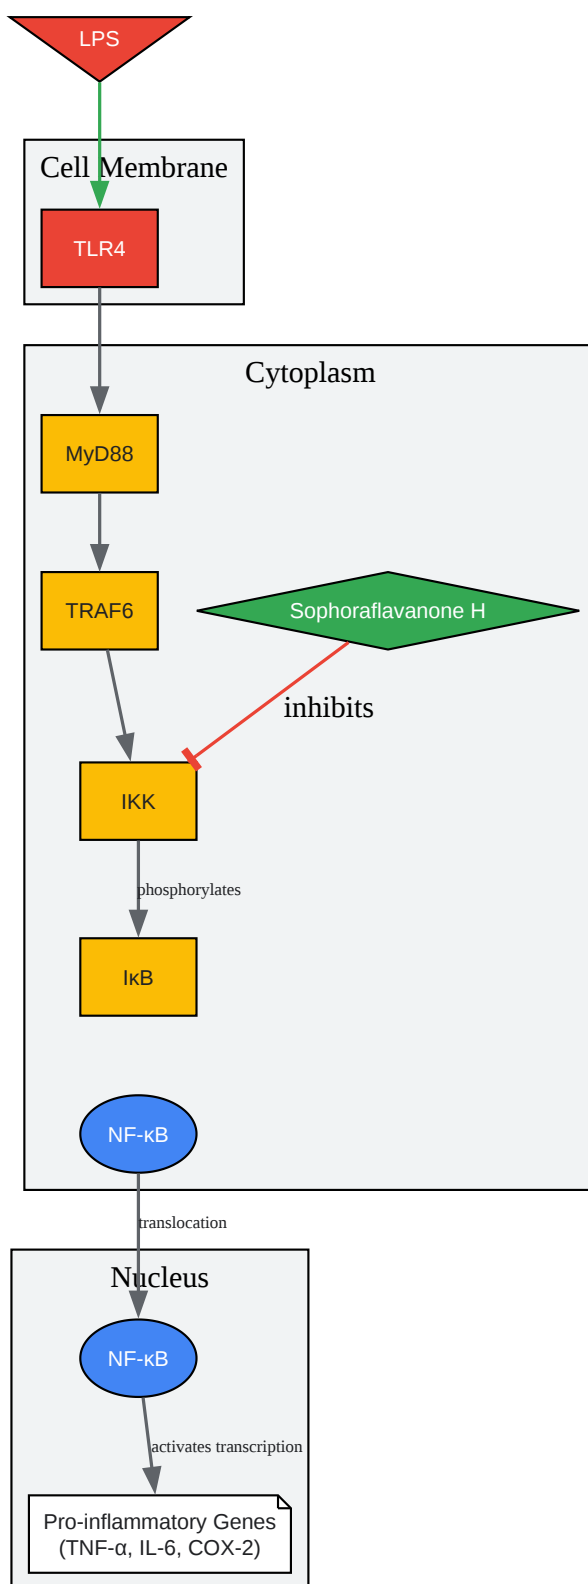 LPS
Cell Membrane
TLR4
Cytoplasm
MyD88
TRAF6
Sophoraflavanone H
inhibits
IKK
phosphorylates
IκB
NF-κB
translocation
Nucleus
NF-κB
activates transcription
Pro-inflammatory Genes
(TNF-α, IL-6, COX-2)